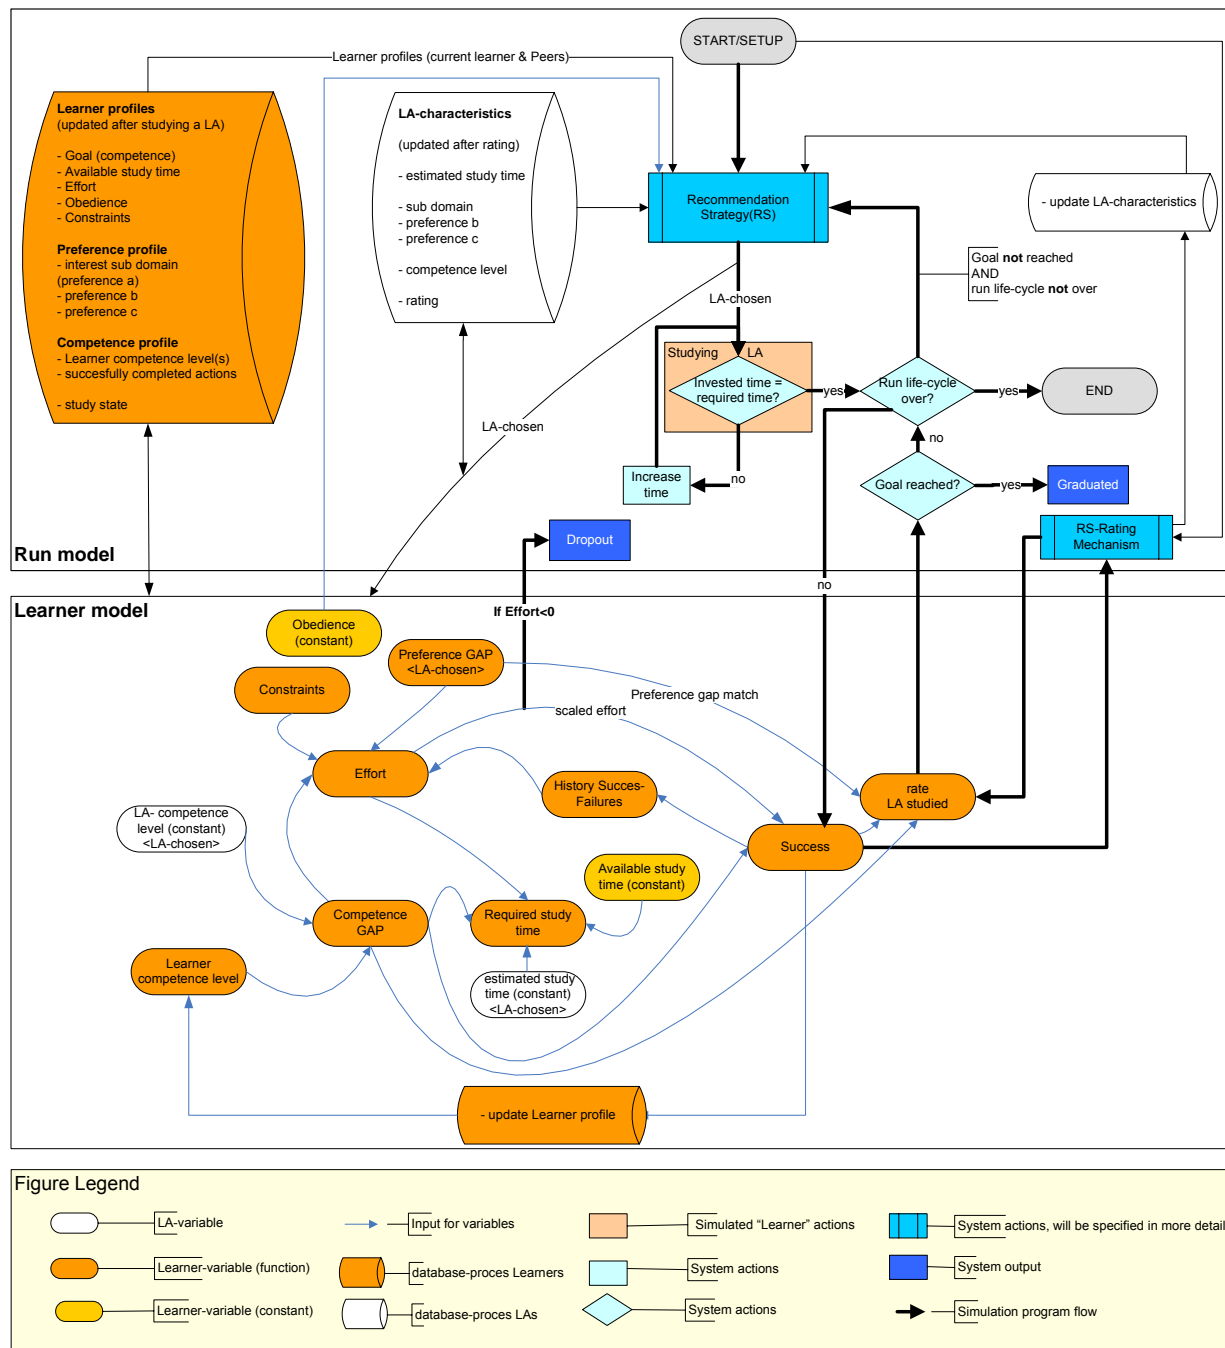 START/SETUP
Learner profiles (current learner & Peers)
Learner profiles
(updated after studying a LA)
- Goal (competence)
- Available study time
- Effort
- Obedience
- Constraints
Preference profile
- interest sub domain
(preference a)
- preference b
- preference c
Competence profile
- Learner competence level(s)
- succesfully completed actions
- study state
LA-characteristics
(updated after rating)
- estimated study time
- sub domain
- preference b
- preference c
- competence level
- rating
Recommendation
Strategy(RS)
- update LA-characteristics
Goal not reached
AND
run life-cycle not over
LA-chosen
Studying LA
Invested time =
required time?
yes
Run life-cycle
over?
yes
END
LA-chosen
no
Increase
time
no
Goal reached?
yes
Graduated
RS-Rating
Mechanism
Dropout
Run model
no
Learner model
If Effort<0
Obedience
(constant)
Preference GAP
<LA-chosen>
Constraints
Preference gap match
scaled effort
Effort
History Succes-
Failures
rate
LA studied
LA- competence
level (constant)
<LA-chosen>
Success
Available study
time (constant)
Competence
GAP
Required study
time
Learner
competence level
estimated study
time (constant)
<LA-chosen>
- update Learner profile
Figure Legend
LA-variable
Input for variables
Simulated “Learner” actions
System actions, will be specified in more detail
Learner-variable (function)
database-proces Learners
System actions
System output
Learner-variable (constant)
database-proces LAs
System actions
Simulation program flow